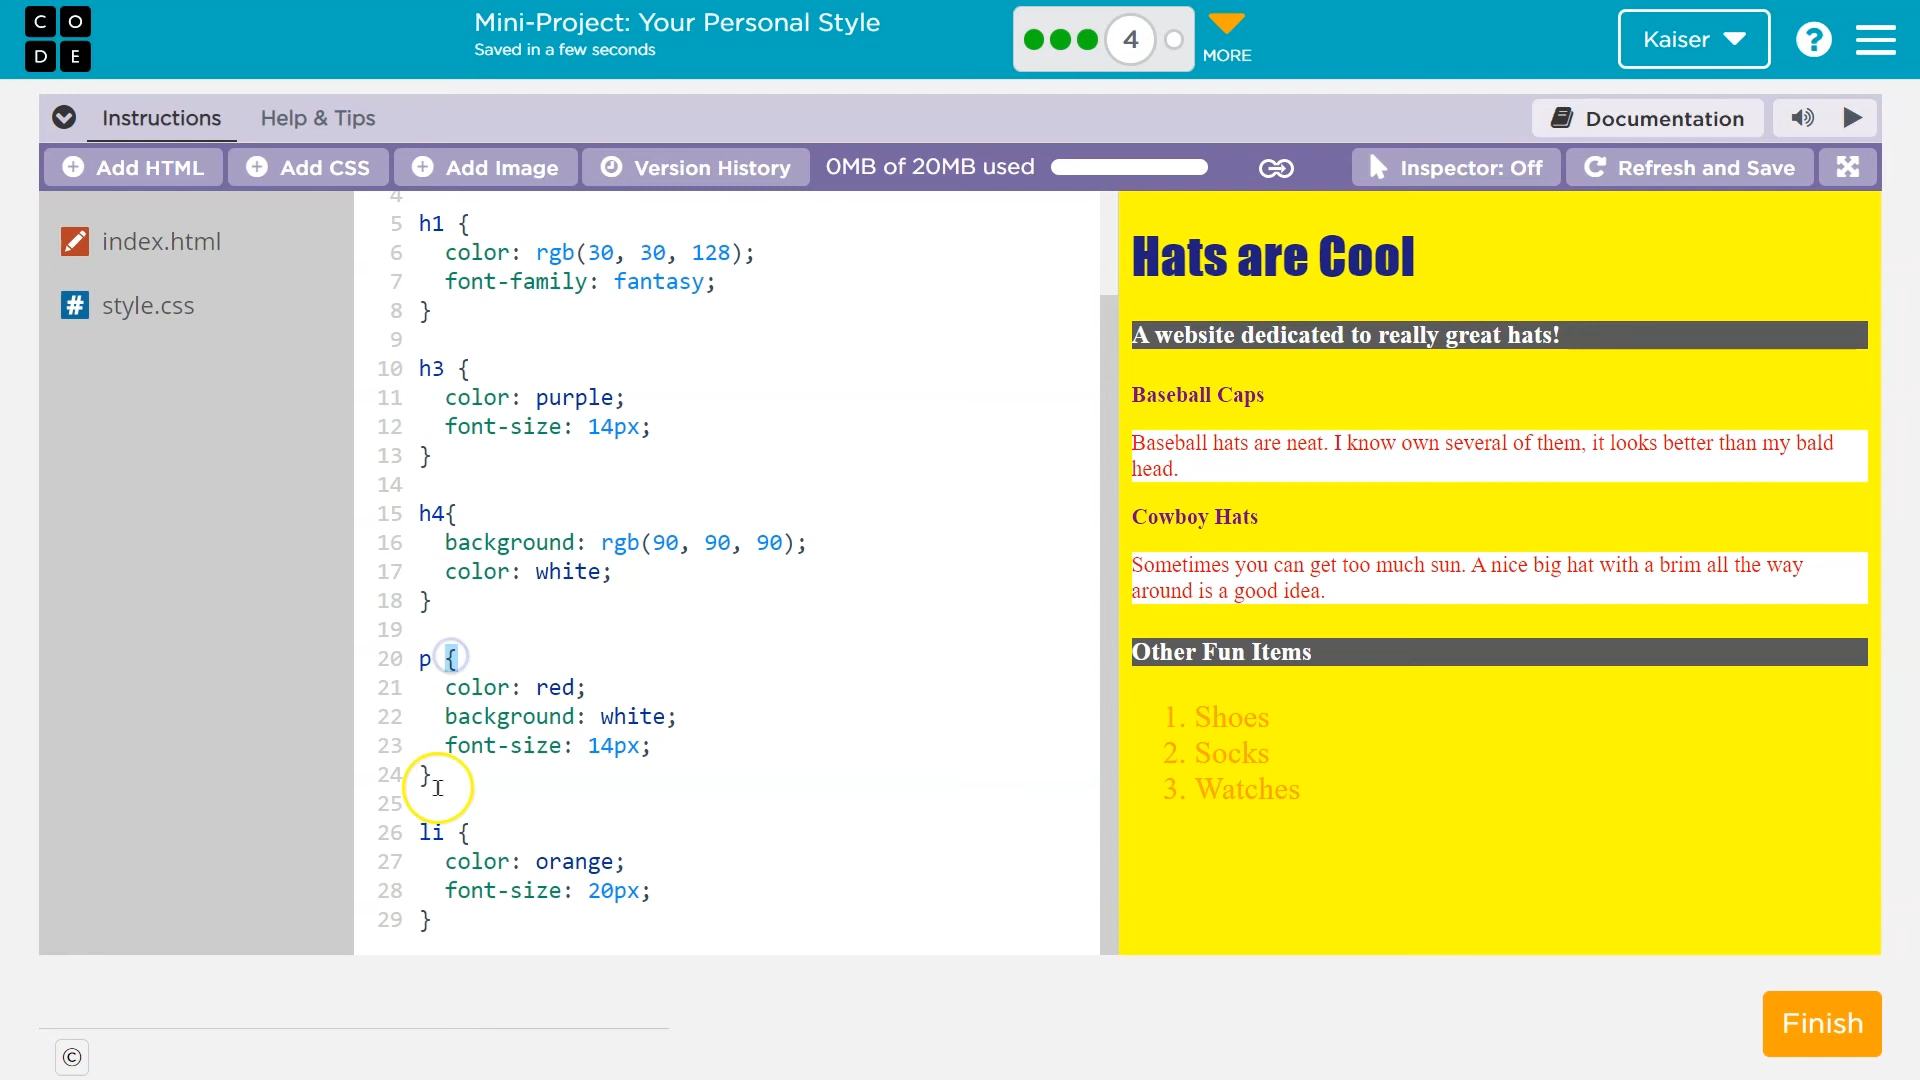 CODE
Mini-Project: Your Personal Style
Saved in a few seconds
4
MORE
Kaiser
?
Instructions
Help & Tips
Documentation
Add HTML
Add CSS
Add Image
Version History
0MB of 20MB used
Inspector: Off
Refresh and Save
index.html
# style.css
4
5 h1 {
6 color: rgb(30, 30, 128);
7 font-family: fantasy;
8 }
9
10 h3 {
11 color: purple;
12 font-size: 14px;
13 }
14
15 h4{
16 background: rgb(90, 90, 90);
17 color: white;
18 }
19
20 p {
21 color: red;
22 background: white;
23 font-size: 14px;
24 }
25
26 li {
27 color: orange;
28 font-size: 20px;
29 }
Hats are Cool
A website dedicated to really great hats!
Baseball Caps
Baseball hats are neat. I know own several of them, it looks better than my bald
head.
Cowboy Hats
Sometimes you can get too much sun. A nice big hat with a brim all the way
around is a good idea.
Other Fun Items
1. Shoes
2. Socks
3. Watches
Finish
©